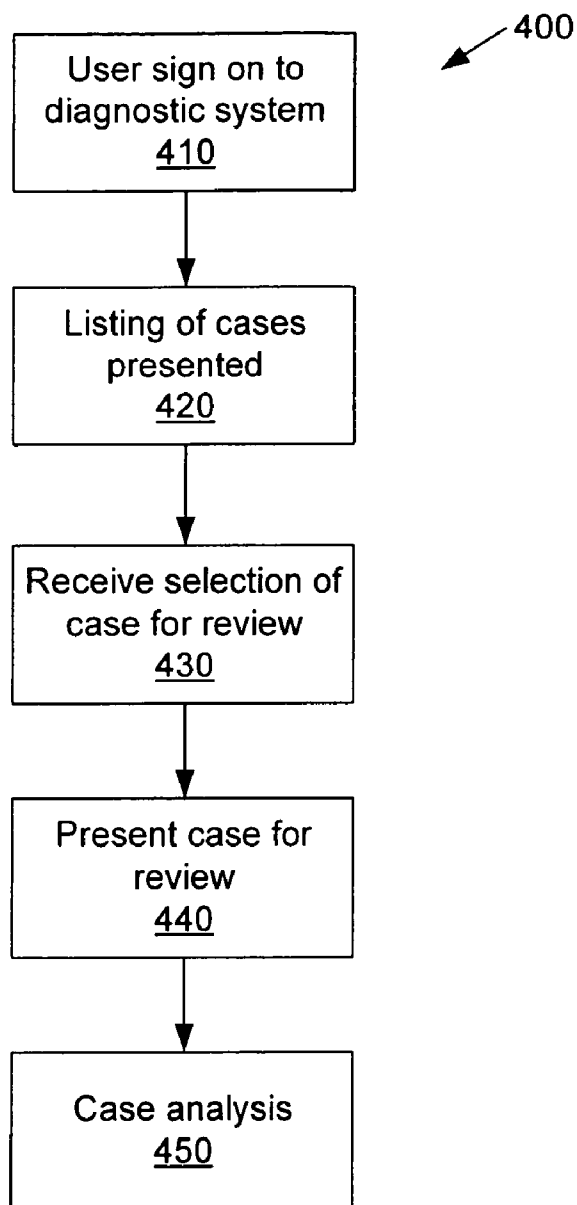 400
User sign on to
diagnostic system
410
Listing of cases
presented
420
Receive selection of
case for review
430
Present case for
review
440
Case analysis
450